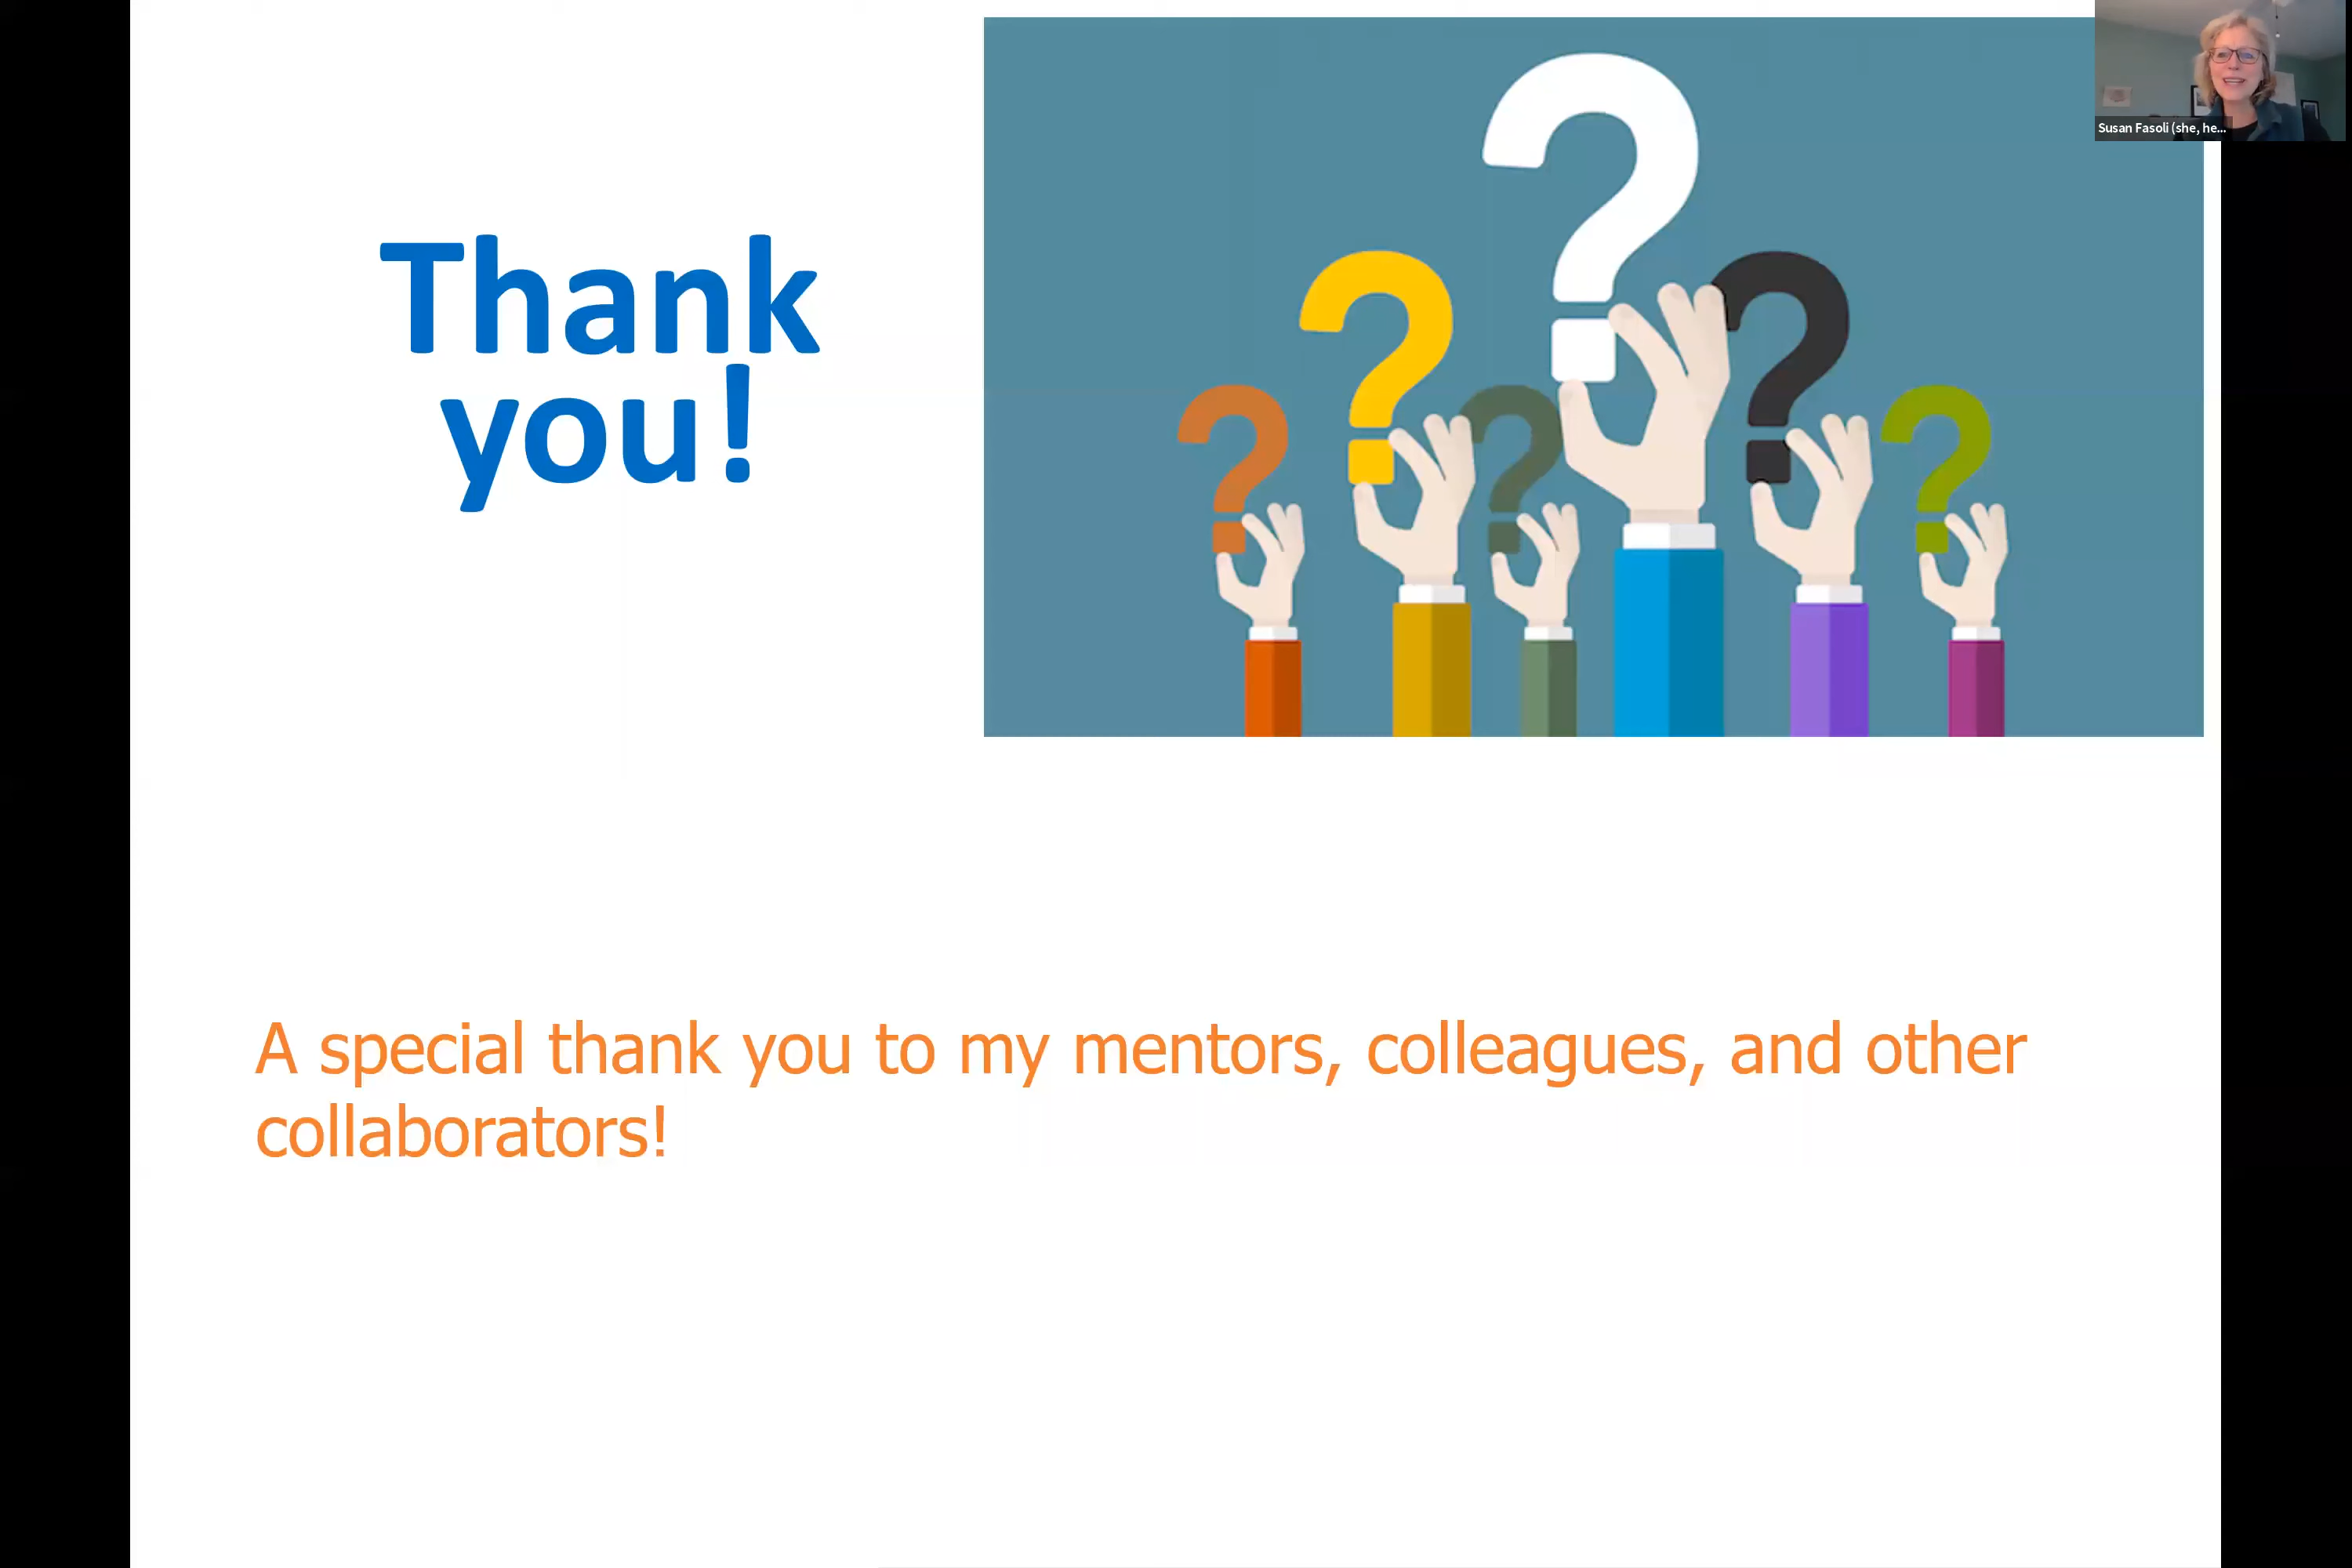 Susan Fasoli (she, he...
Thank
you!
A special thank you to my mentors, colleagues, and other
collaborators!